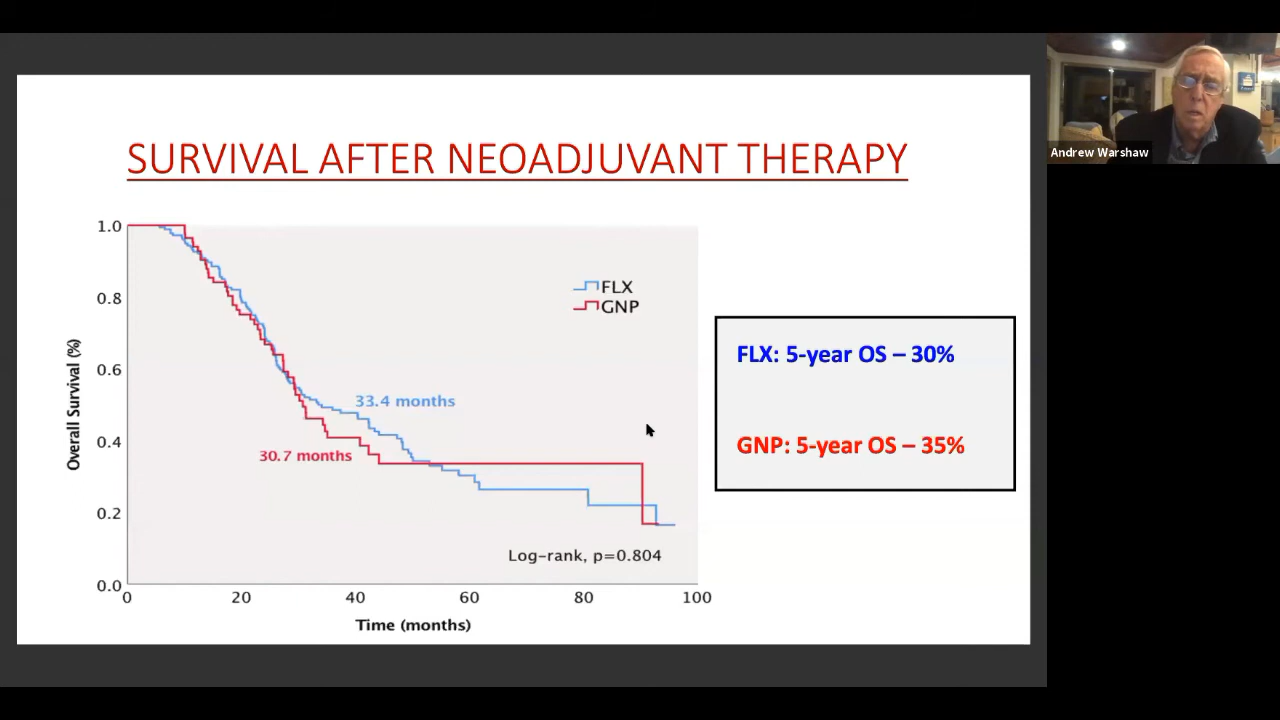 SURVIVAL AFTER NEOADJUVANT THERAPY
Overall Survival (%)
1.0
0.8
0.6
0.4
0.2
0.0
0
20
40
60
80
100
Time (months)
FLX
GNP
33.4 months
30.7 months
Log-rank, p=0.804
FLX: 5-year OS – 30%
GNP: 5-year OS – 35%
Andrew Warshaw